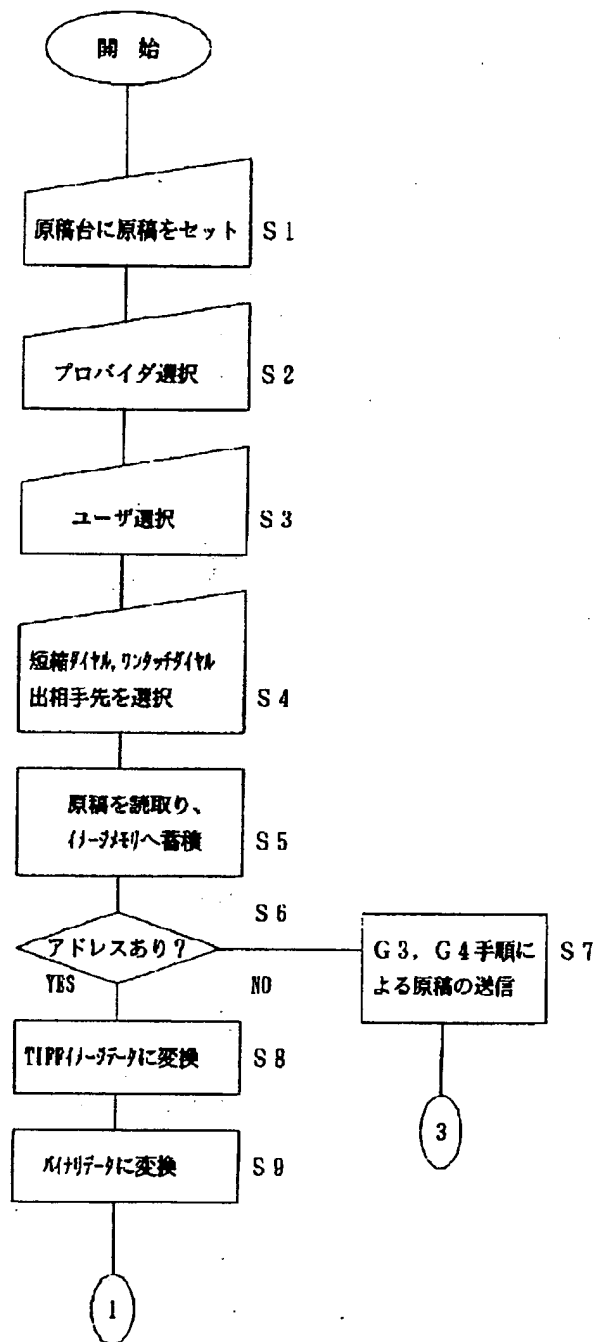 開 始
原稿台に原稿をセット S1
プロバイダ選択 S2
ユーザ選択 S3
短縮ダイヤル,ワンタッチダイヤル
出相手先を選択 S4
原稿を読取り、
イメージメモリへ蓄積 S5
S6
アドレスあり?
YES NO
G3, G4手順に S7
よる原稿の送信
TIFFイメージデータに変換 S8
3
バイナリデータに変換 S9
1